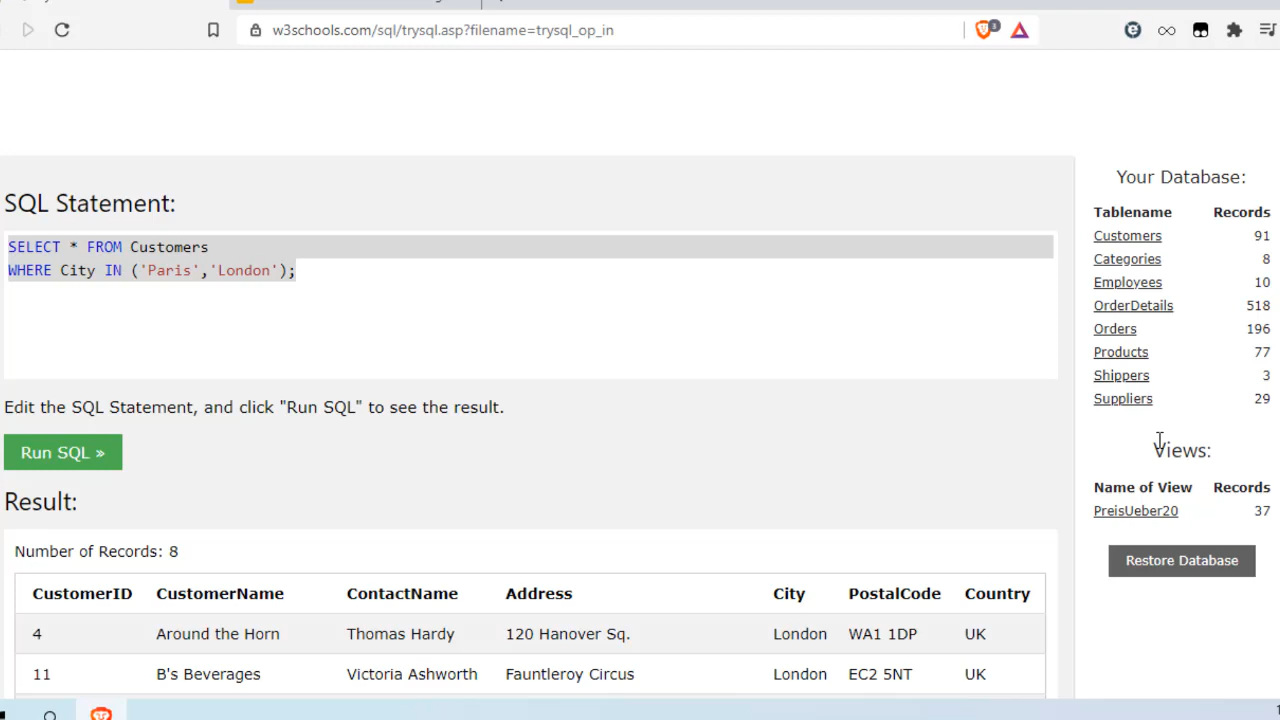 w3schools.com/sql/trysql.asp?filename=trysql_op_in
3
SQL Statement:
SELECT * FROM Customers
WHERE City IN ('Paris','London');
Edit the SQL Statement, and click "Run SQL" to see the result.
Run SQL »
Result:
Number of Records: 8
CustomerID CustomerName ContactName Address City PostalCode Country
4 Around the Horn Thomas Hardy 120 Hanover Sq. London WA1 1DP UK
11 B's Beverages Victoria Ashworth Fauntleroy Circus London EC2 5NT UK
Your Database:
Tablename Records
Customers 91
Categories 8
Employees 10
OrderDetails 518
Orders 196
Products 77
Shippers 3
Suppliers 29
Views:
Name of View Records
PreisUeber20 37
Restore Database